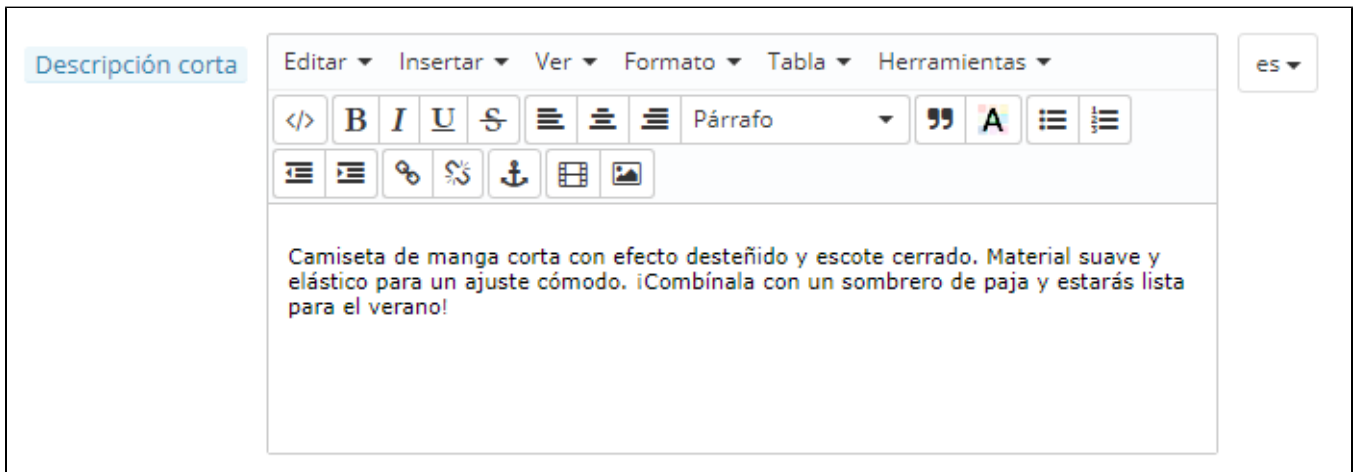 Descripción corta
Editar Insertar Ver Formato Tabla Herramientas
es
</> B I U S Párrafo A
Camiseta de manga corta con efecto desteñido y escote cerrado. Material suave y
elástico para un ajuste cómodo. ¡Combínala con un sombrero de paja y estarás lista
para el verano!